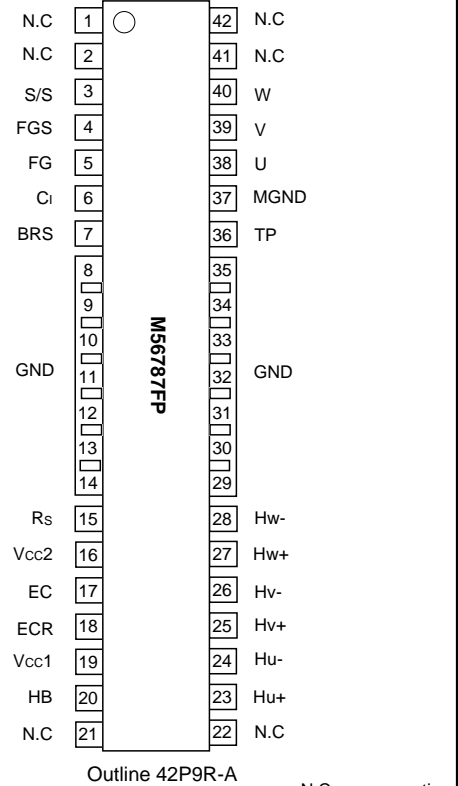 N.C 1 42 N.C
N.C 2 41 N.C
S/S 3 40 W
FGS 4 39 V
FG 5 38 U
CI 6 37 MGND
BRS 7 36 TP
8 35
9 34
10 33
GND 11 32 GND
12 31
13 30
14 29
M56787FP
RS 15 28 Hw-
VCC2 16 27 Hw+
EC 17 26 Hv-
ECR 18 25 Hv+
VCC1 19 24 Hu-
HB 20 23 Hu+
N.C 21 22 N.C
Outline 42P9R-A